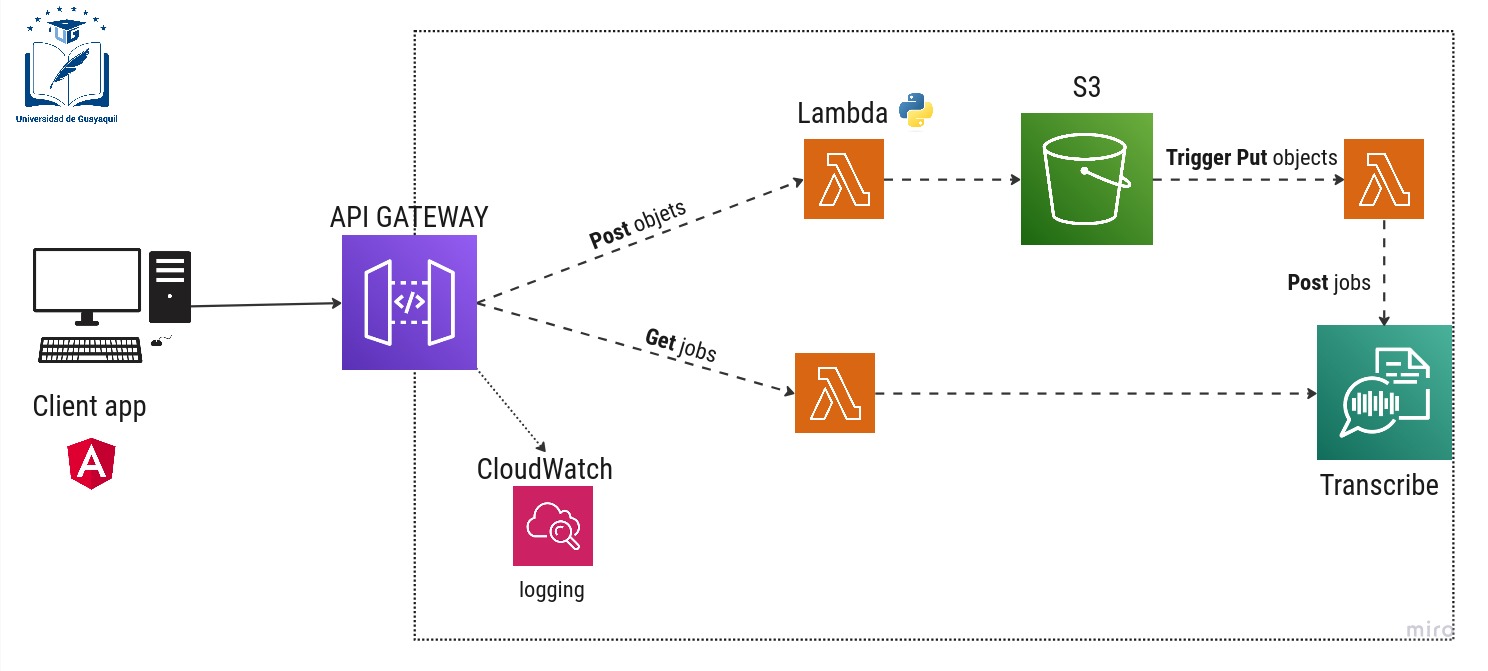 UG
Universidad de Guayaquil
S3
Lambda
Trigger Put objects
API GATEWAY
Post objets
</>
Post jobs
Get jobs
Client app
A
CloudWatch
Transcribe
logging
miro